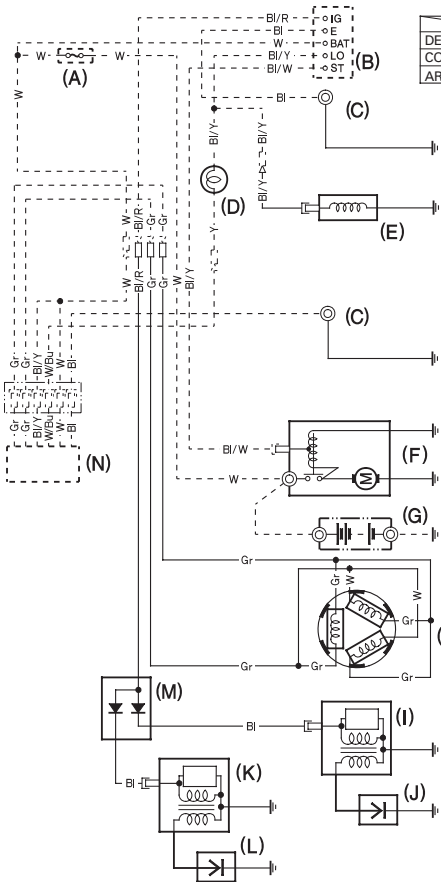 Bl/R IG
Bl E
W BAT
Bl/Y LO
Bl/W ST
(B)
DE
CO
AR
W W
(A)
W
Bl (C)
Bl/Y
Bl/Y
Bl/Y
(D)
(E)
W
Bl/R
Gr
Gr
Y
W
Bl/R
W
Bl/Y
(C)
Gr
Gr
Bl/Y
W/Bu
W
Bl
Gr
Gr
Bl/Y
W/Bu
W
Bl
(N)
Bl/W
(F)
W
M
(G)
Gr
Gr
W
W
Gr
(
Gr Gr Gr
(M)
Bl
(I)
Bl
(K)
(J)
(L)